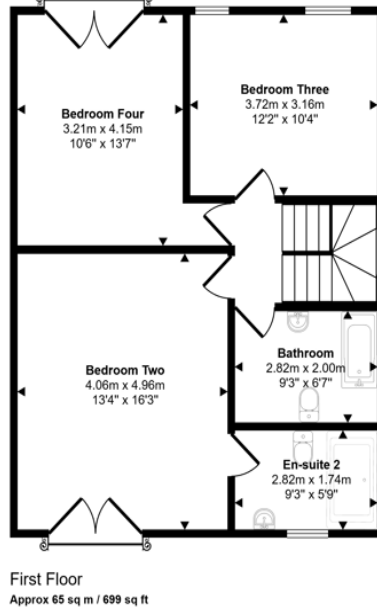 Bedroom Four
3.21m x 4.15m
10'6" x 13'7"
Bedroom Three
3.72m x 3.16m
12'2" x 10'4"
Bedroom Two
4.06m x 4.96m
13'4" x 16'3"
Bathroom
2.82m x 2.00m
9'3" x 6'7"
En-suite 2
2.82m x 1.74m
9'3" x 5'9"
First Floor
Approx 65 sq m / 699 sq ft